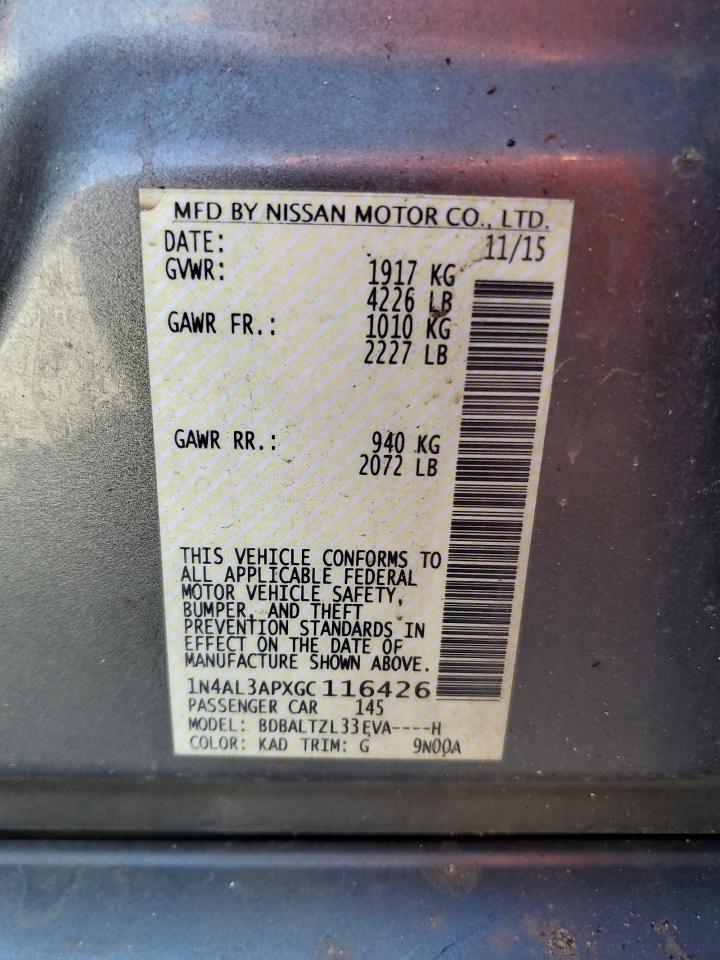 MFD BY NISSAN MOTOR CO., LTD.
DATE: 11/15
GVWR: 1917 KG
4226 LB
GAWR FR.: 1010 KG
2227 LB
GAWR RR.: 940 KG
2072 LB
THIS VEHICLE CONFORMS TO
ALL APPLICABLE FEDERAL
MOTOR VEHICLE SAFETY,
BUMPER, AND THEFT
PREVENTION STANDARDS IN
EFFECT ON THE DATE OF
MANUFACTURE SHOWN ABOVE.
1N4AL3APXGC116426
PASSENGER CAR 145
MODEL: BDBALTZL33EVA----H
COLOR: KAD TRIM: G 9N00A